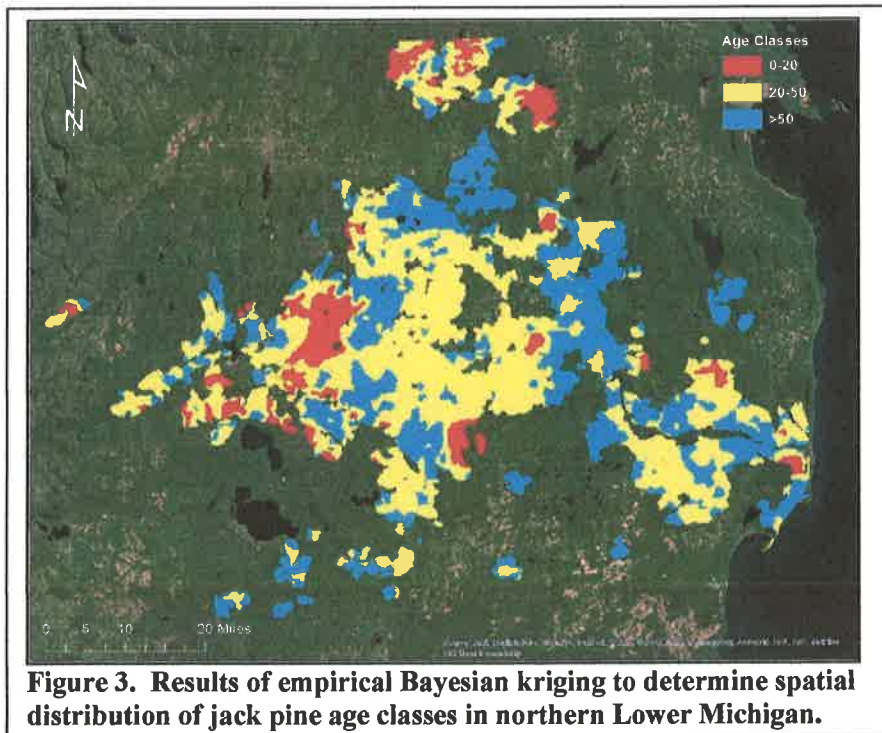 Age Classes
0-20
20-50
>50
N
0 5 10 20 Miles
Figure 3. Results of empirical Bayesian kriging to determine spatial
distribution of jack pine age classes in northern Lower Michigan.